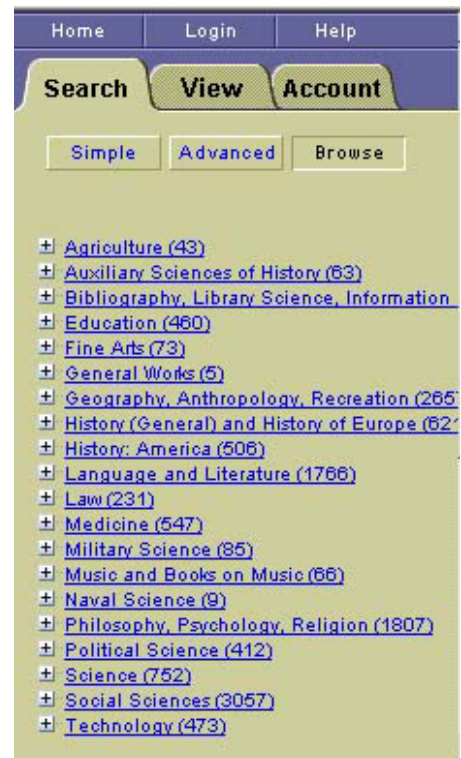 Home Login Help
Search View Account
Simple Advanced Browse
Agriculture (43)
Auxiliary Sciences of History (63)
Bibliography, Library Science, Information
Education (460)
Fine Arts (73)
General Works (5)
Geography, Anthropology, Recreation (265
History (General) and History of Europe (621
History: America (506)
Language and Literature (1766)
Law (231)
Medicine (547)
Military Science (85)
Music and Books on Music (66)
Naval Science (9)
Philosophy, Psychology, Religion (1807)
Political Science (412)
Science (752)
Social Sciences (3057)
Technology (473)